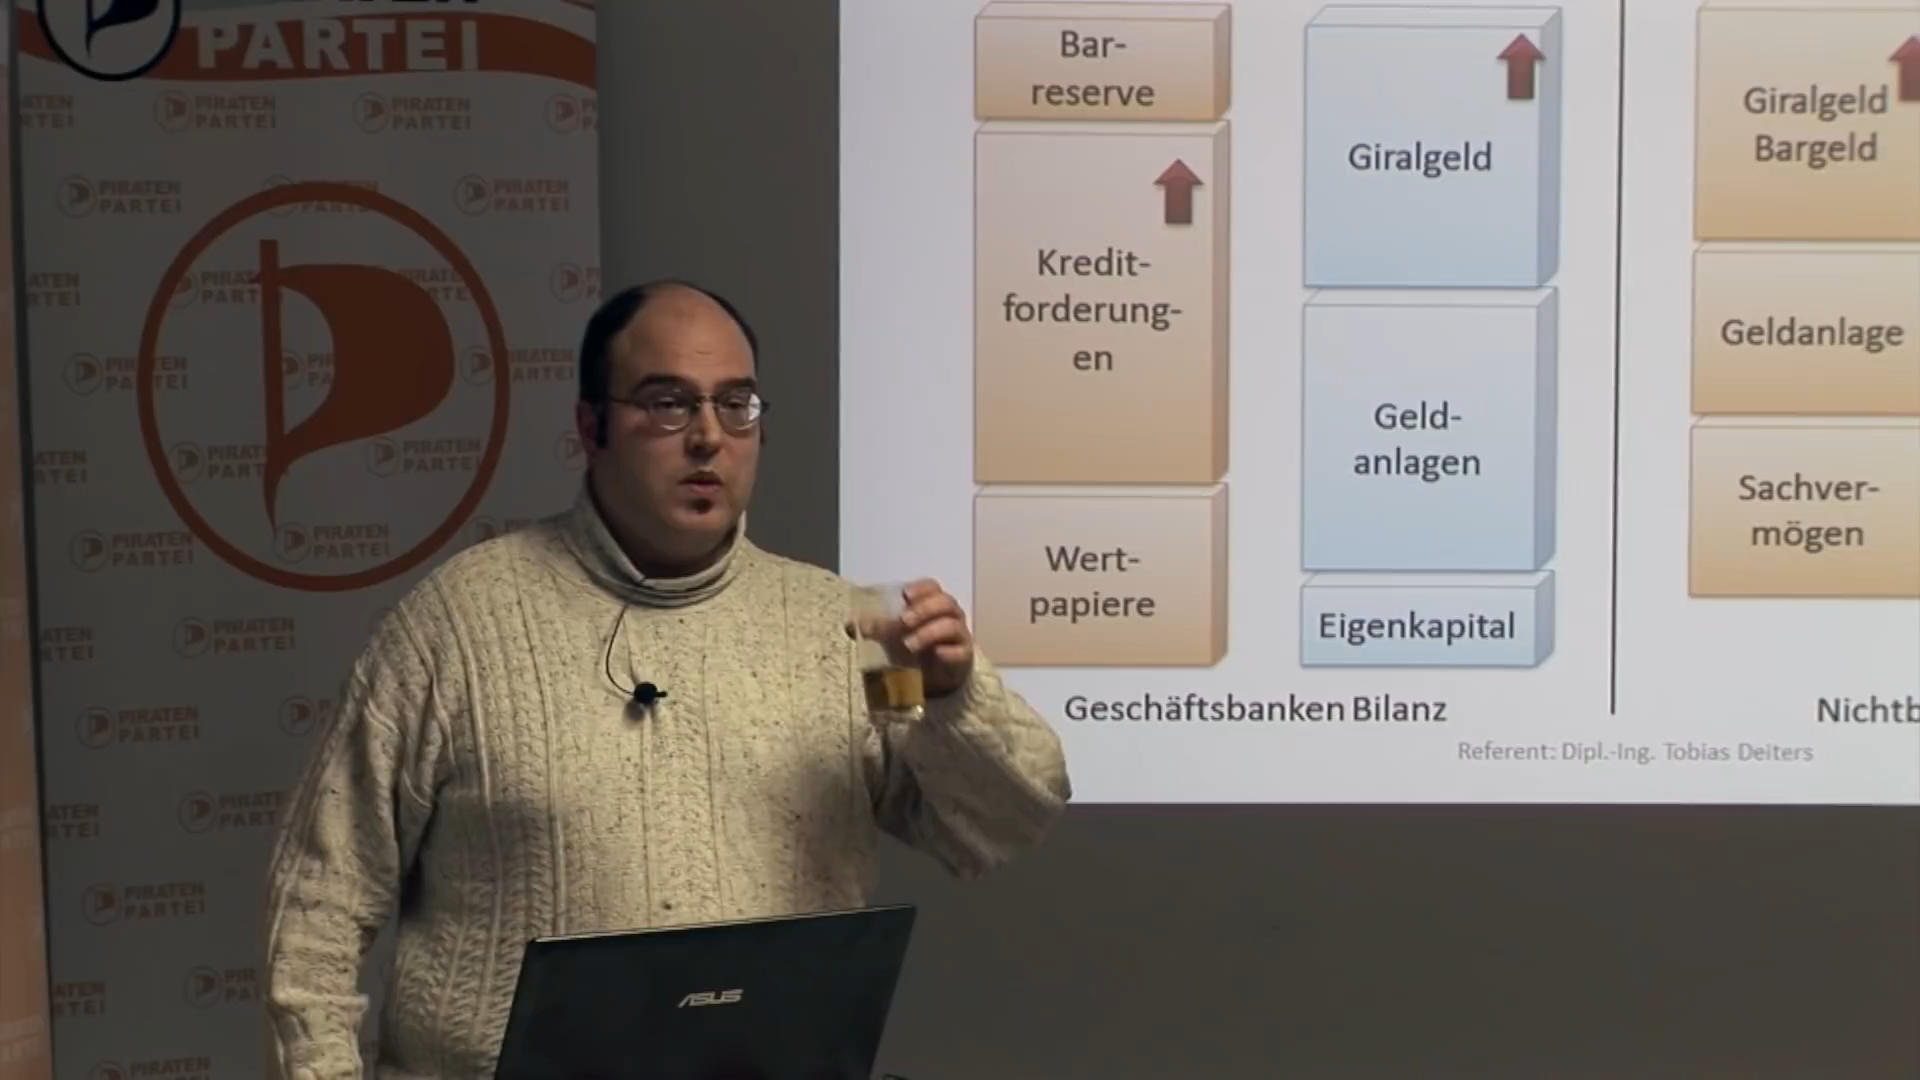 PARTEI
PIRATEN
PARTEI
Bar-
reserve
Kredit-
forderung-
en
Wert-
papiere
Giralgeld
Geld-
anlagen
Eigenkapital
Geschäftsbanken Bilanz
Giralgeld
Bargeld
Geldanlage
Sachver-
mögen
Nichtb
Referent: Dipl.-Ing. Tobias Deiters
ASUS